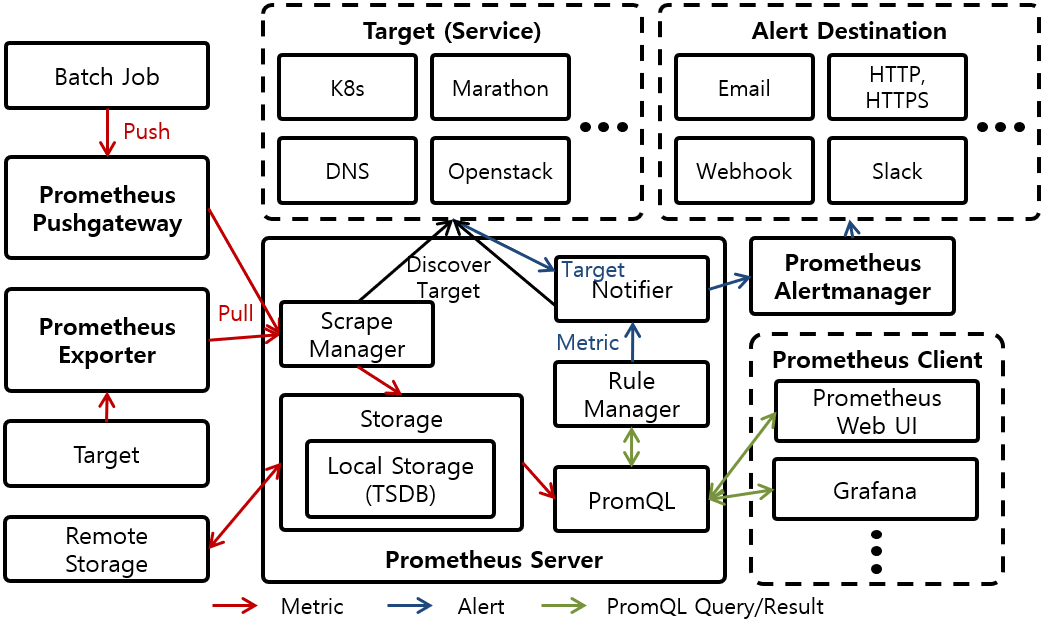 Target (Service)
K8s
Marathon
DNS
Openstack
Alert Destination
Email
HTTP,
HTTPS
Webhook
Slack
Batch Job
Push
Prometheus
Pushgateway
Prometheus
Exporter
Pull
Target
Remote
Storage
Discover
Target
Scrape
Manager
Storage
Local Storage
(TSDB)
Target
Notifier
Metric
Rule
Manager
PromQL
Prometheus Server
Prometheus
Alertmanager
Prometheus Client
Prometheus
Web UI
Grafana
Metric
Alert
PromQL Query/Result